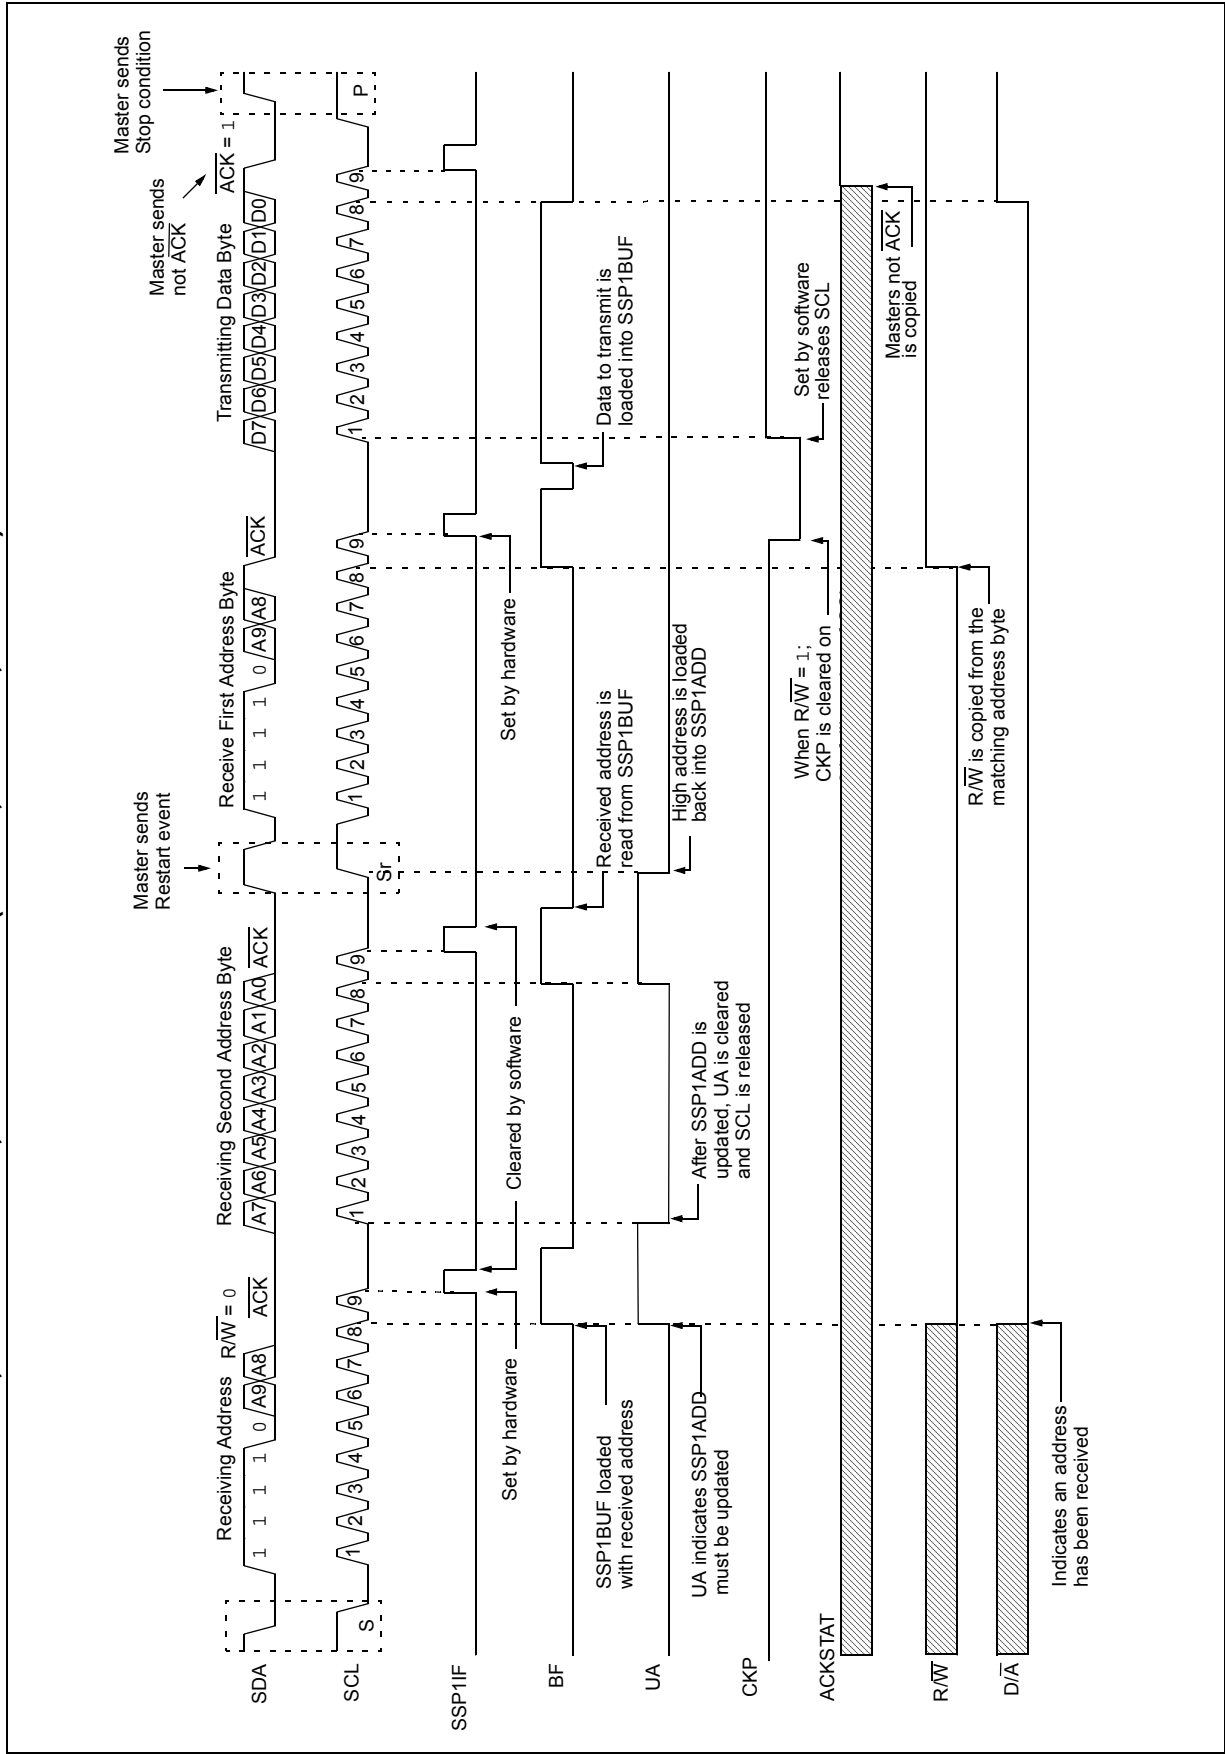 Master sends
Stop condition
Master sends
not ACK
Master sends
Restart event
Receiving Address R/W = 0
Receiving Second Address Byte
Receive First Address Byte
Transmitting Data Byte
ACK = 1
SDA
1 1 1 1 0 A9 A8 ACK
A7 A6 A5 A4 A3 A2 A1 A0 ACK
1 1 1 1 0 A9 A8 ACK
D7 D6 D5 D4 D3 D2 D1 D0
SCL
S
1 2 3 4 5 6 7 8 9
1 2 3 4 5 6 7 8 9
Sr
1 2 3 4 5 6 7 8 9
1 2 3 4 5 6 7 8 9
P
SSP1IF
Set by hardware
Cleared by software
Set by hardware
BF
SSP1BUF loaded
with received address
Received address is
read from SSP1BUF
Data to transmit is
loaded into SSP1BUF
UA
UA indicates SSP1ADD
must be updated
After SSP1ADD is
updated, UA is cleared
and SCL is released
High address is loaded
back into SSP1ADD
CKP
When R/W = 1;
CKP is cleared on
Set by software
releases SCL
ACKSTAT
Masters not ACK
is copied
R/W
R/W is copied from the
matching address byte
D/A
Indicates an address
has been received